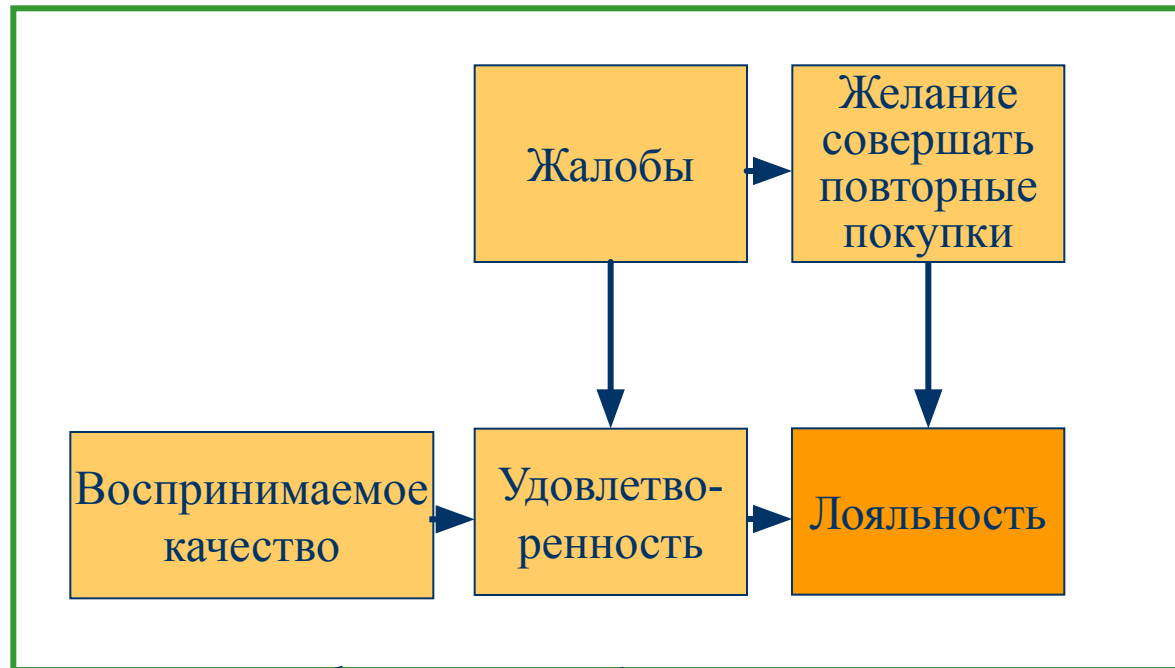 Жалобы
Желание
совершать
повторные
покупки
Воспринимаемое
качество
Удовлетво-
ренность
Лояльность